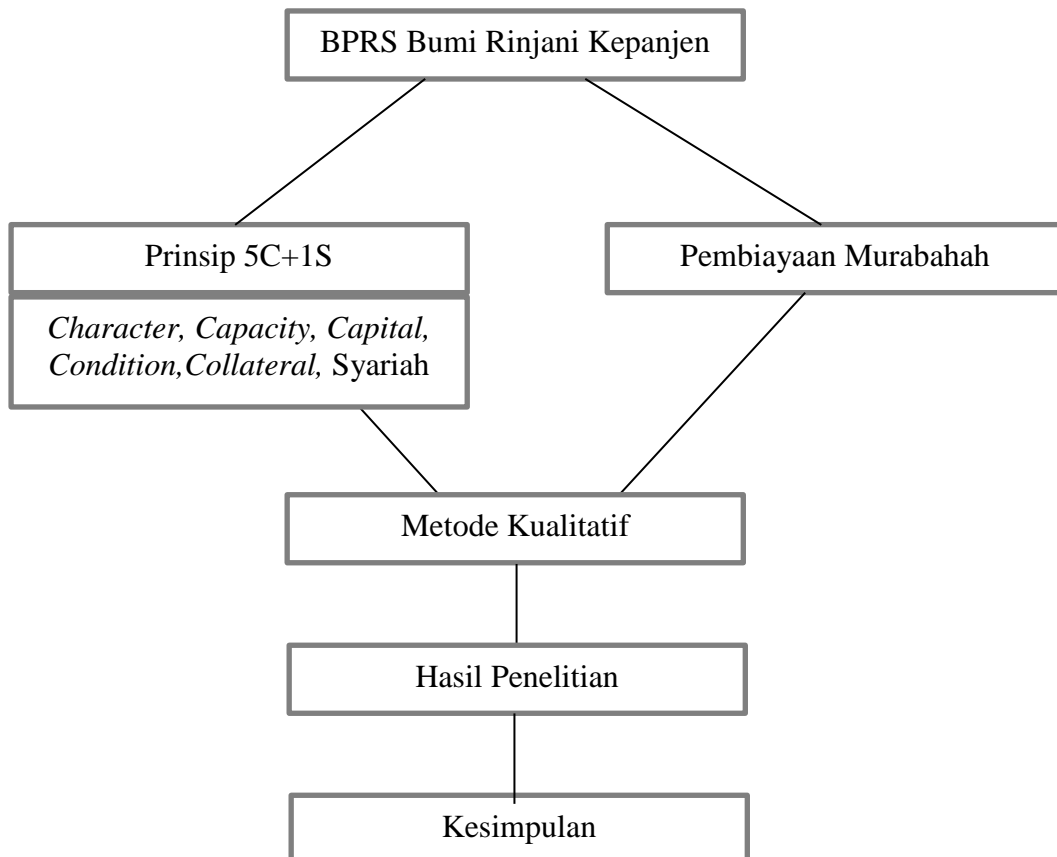 BPRS Bumi Rinjani Kepanjen
Prinsip 5C+1S
Pembiayaan Murabahah
Character, Capacity, Capital,
Condition,Collateral, Syariah
Metode Kualitatif
Hasil Penelitian
Kesimpulan